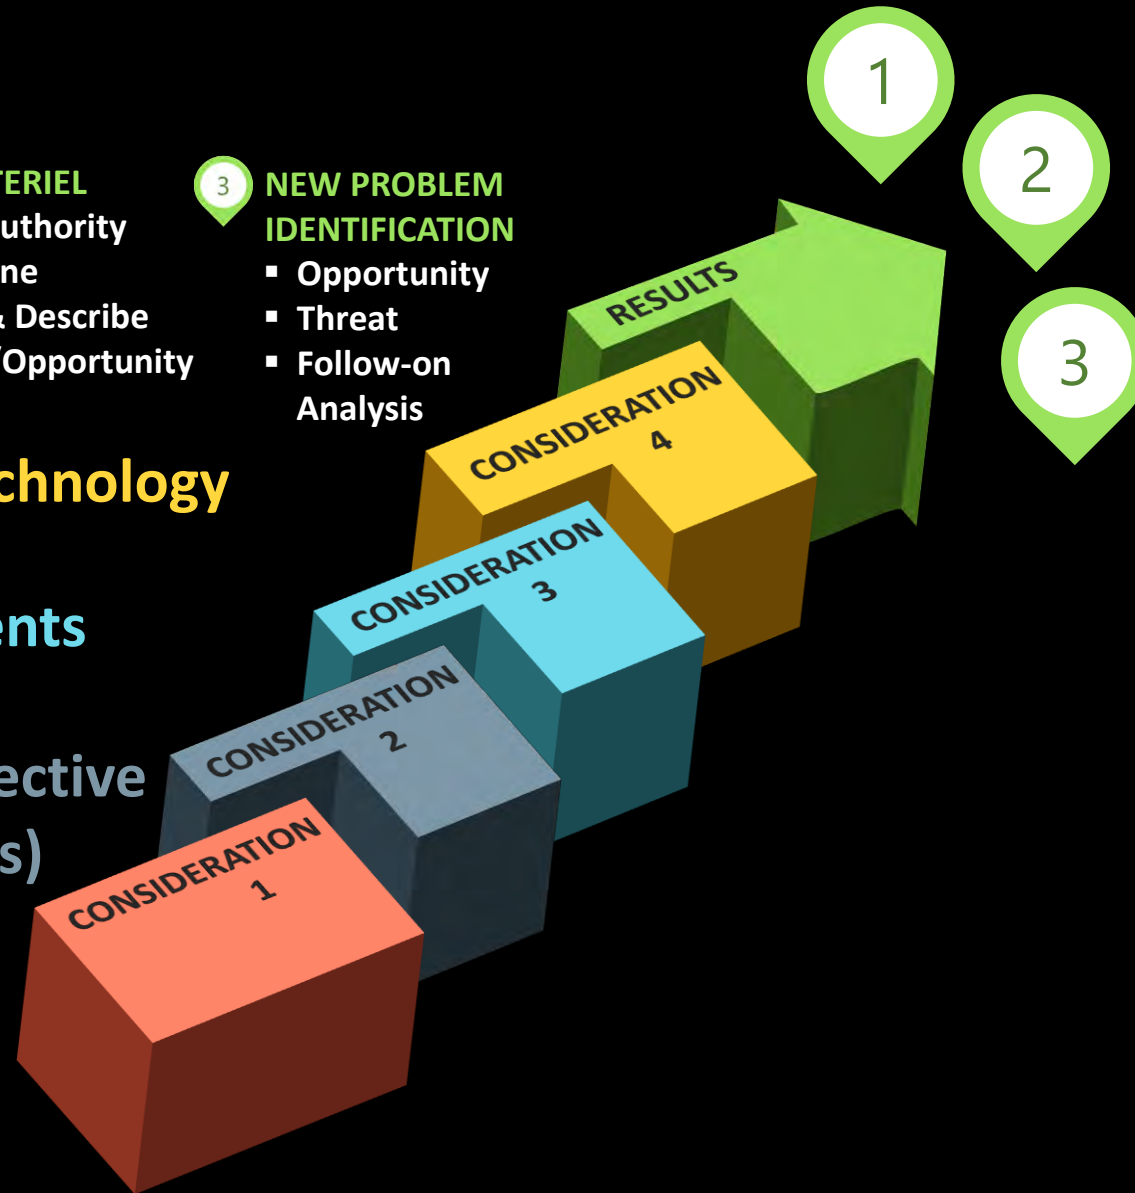 1
2
3
TERIEL
uthority
ne
& Describe
/Opportunity
3
NEW PROBLEM
IDENTIFICATION
▪ Opportunity
▪ Threat
▪ Follow-on
Analysis
chnology
ents
ective
s)
RESULTS
CONSIDERATION
4
CONSIDERATION
3
CONSIDERATION
2
CONSIDERATION
1